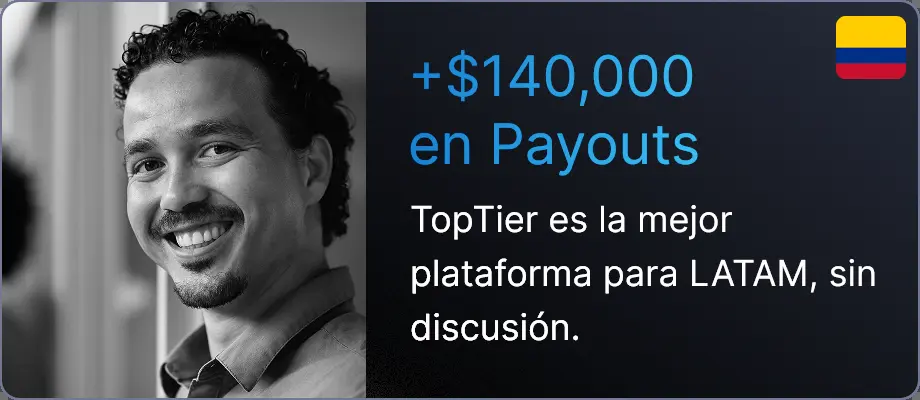 +$140,000
en Payouts
TopTier es la mejor
plataforma para LATAM, sin
discusión.